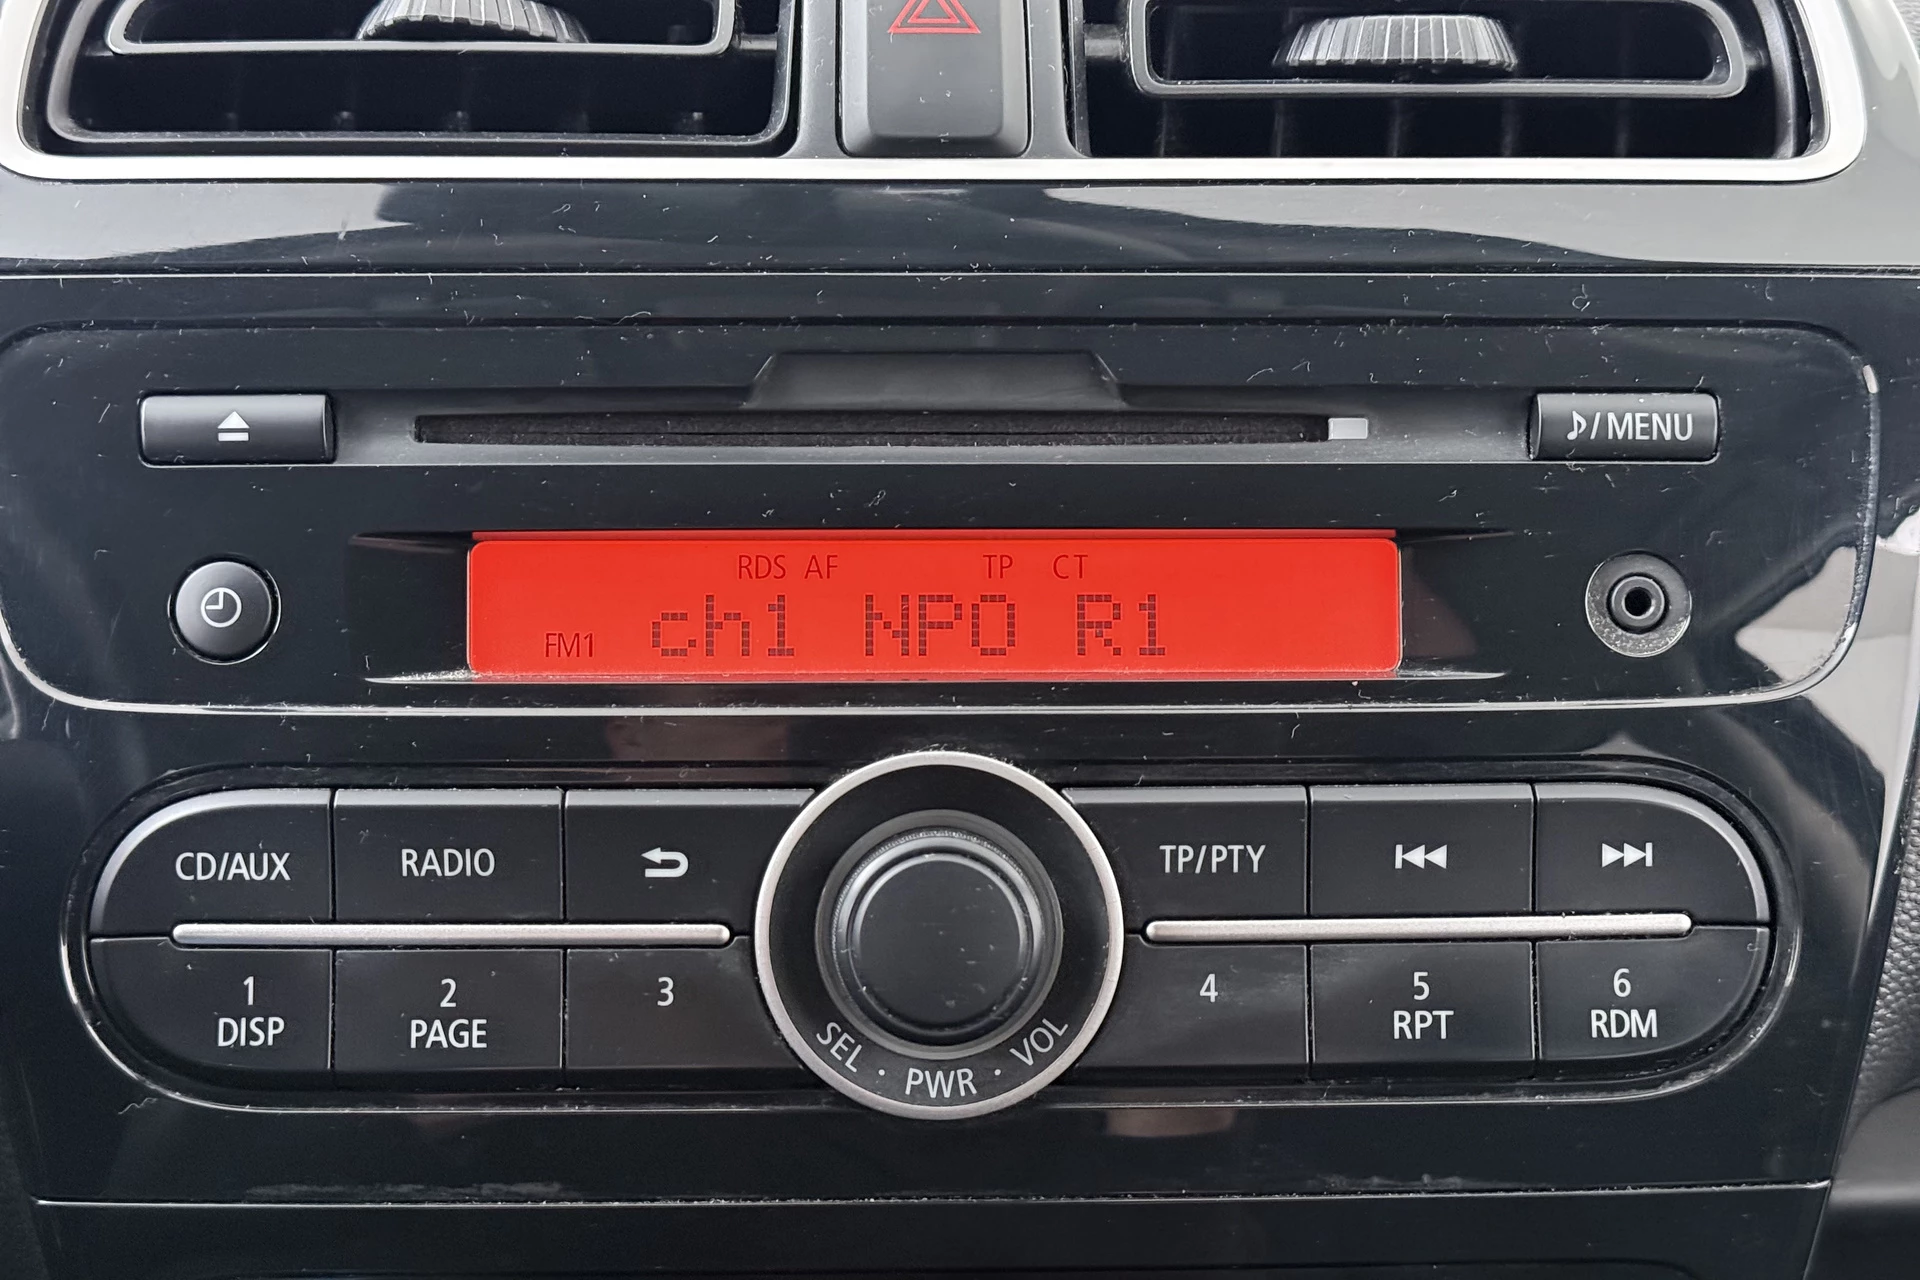 ♪/MENU
RDS AF TP CT
FM1 ch1 NPO R1
CD/AUX RADIO TP/PTY
1 2 3 4 5 6
DISP PAGE RPT RDM
SEL · PWR · VOL